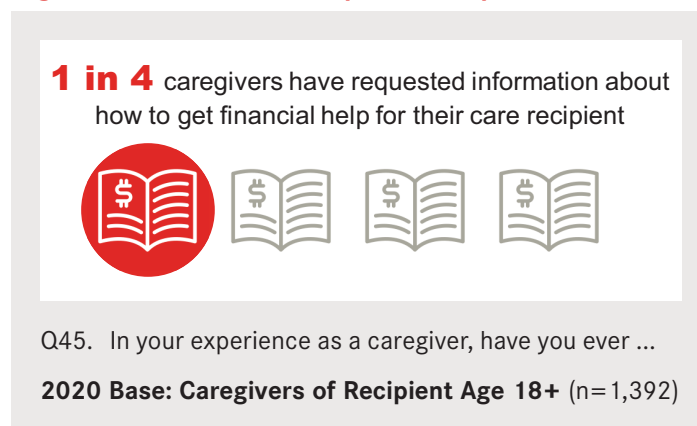 1 in 4 caregivers have requested information about
how to get financial help for their care recipient
$ $ $ $
Q45. In your experience as a caregiver, have you ever ...
2020 Base: Caregivers of Recipient Age 18+ (n=1,392)